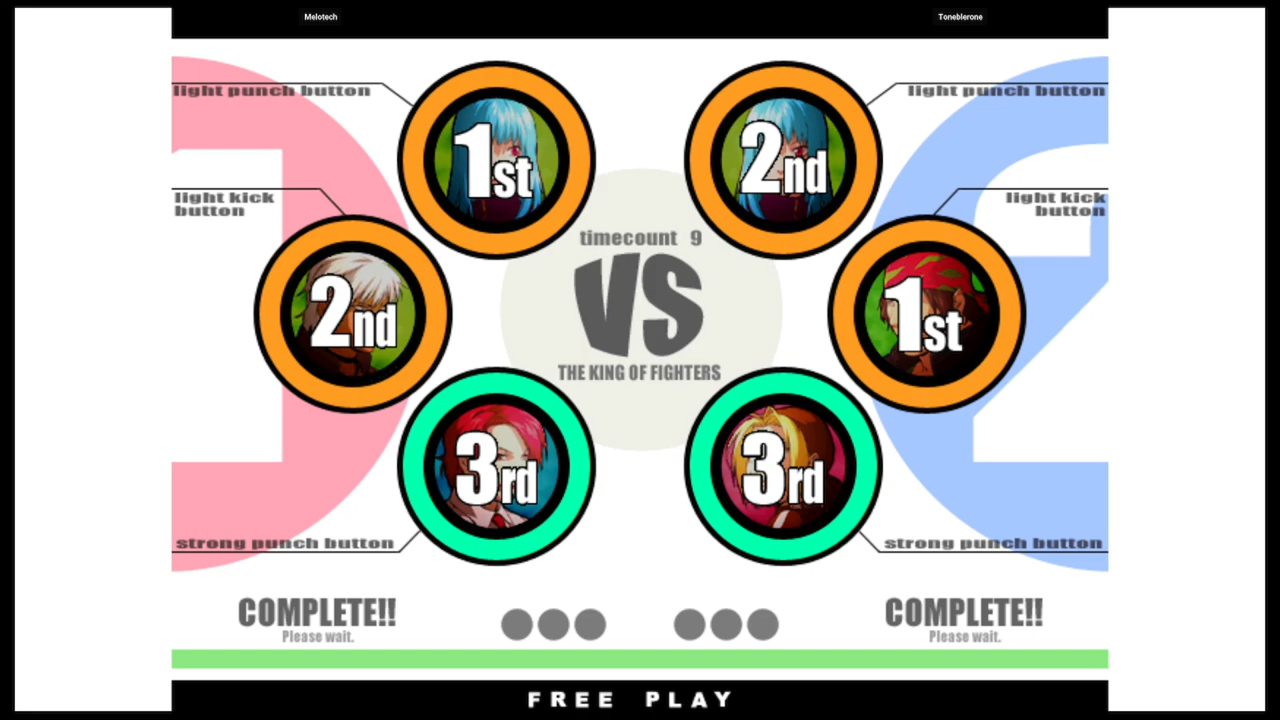 Melotech
Toneblerone
light punch button
light punch button
1st
2nd
light kick
button
light kick
button
timecount 9
VS
THE KING OF FIGHTERS
2nd
1st
3rd
3rd
strong punch button
strong punch button
COMPLETE!!
Please wait.
COMPLETE!!
Please wait.
FREE PLAY
1
2